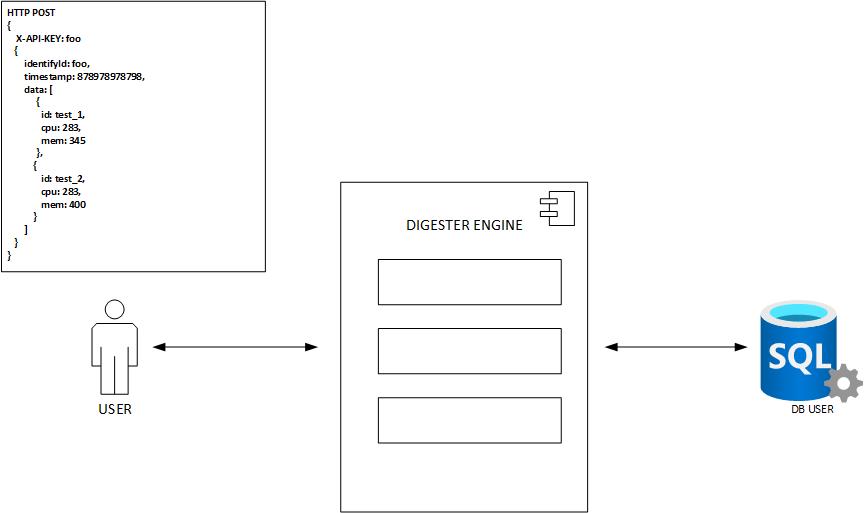 HTTP POST
{
X-API-KEY: foo
{
identifyId: foo,
timestamp: 878978978798,
data: [
{
id: test_1,
cpu: 283,
mem: 345
},
{
id: test_2,
cpu: 283,
mem: 400
}
]
}
}
DIGESTER ENGINE
USER
SQL
DB USER